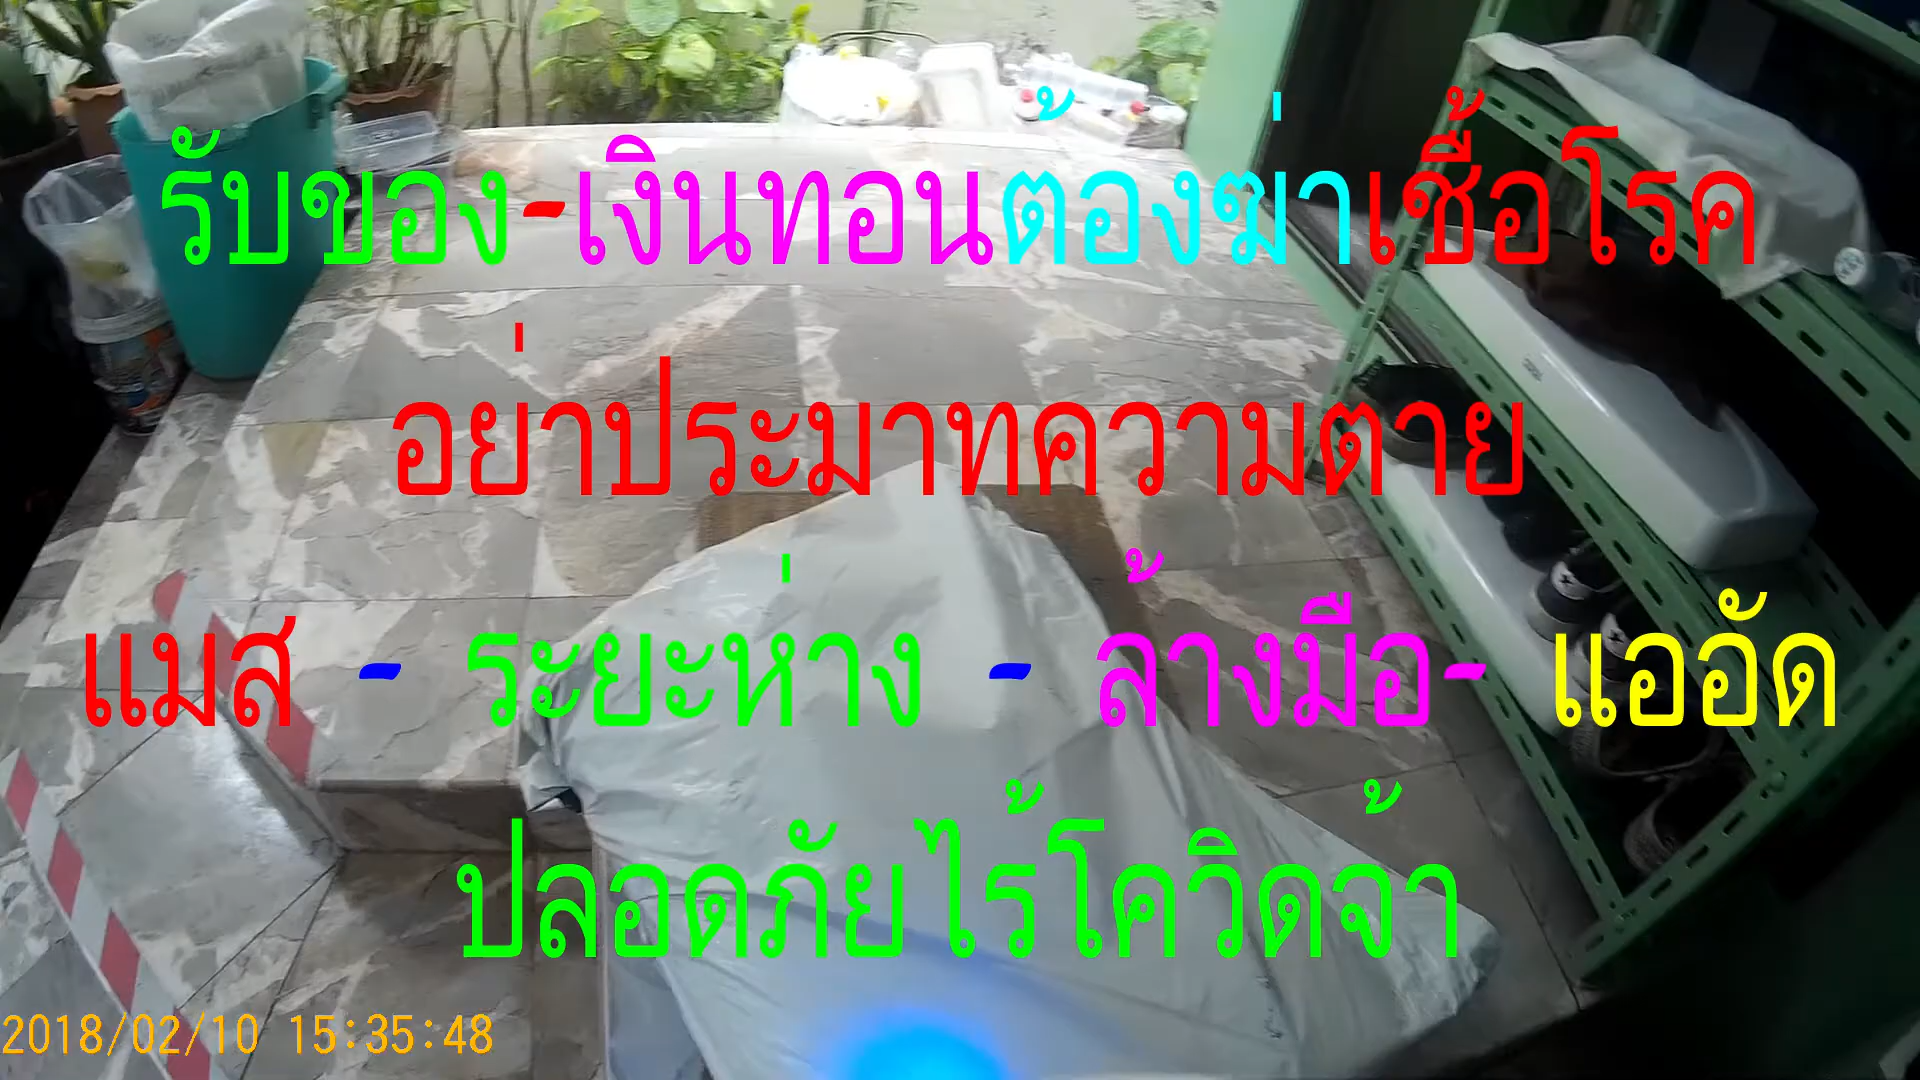 รับของ-เงินทอนต้องฆ่าเชื้อโรค
อย่าประมาทความตาย
แมส - ระยะห่าง - ล้างมือ- แออัด
ปลอดภัยไร้โควิดจ้า
2018/02/10 15:35:48